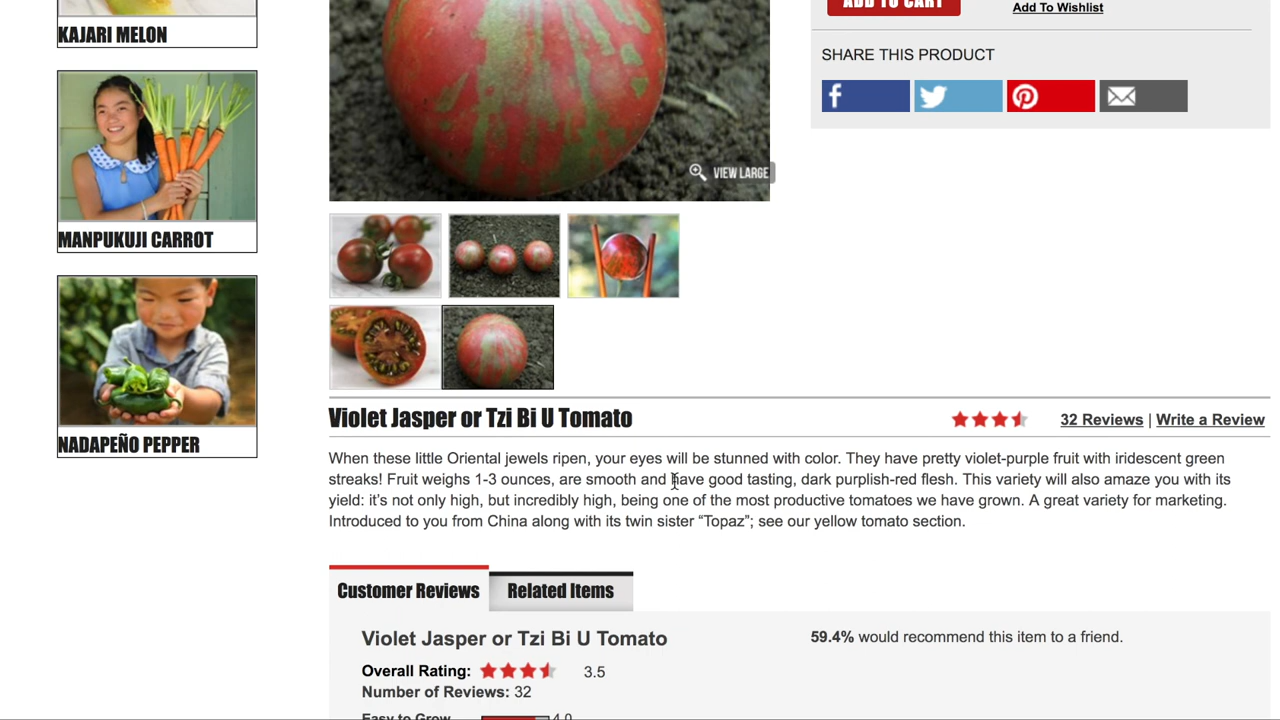 KAJARI MELON
MANPUKUJI CARROT
NADAPEÑO PEPPER
VIEW LARGE
ADD TO CART
Add To Wishlist
SHARE THIS PRODUCT
Violet Jasper or Tzi Bi U Tomato
32 Reviews | Write a Review
When these little Oriental jewels ripen, your eyes will be stunned with color. They have pretty violet-purple fruit with iridescent green
streaks! Fruit weighs 1-3 ounces, are smooth and have good tasting, dark purplish-red flesh. This variety will also amaze you with its
yield: it’s not only high, but incredibly high, being one of the most productive tomatoes we have grown. A great variety for marketing.
Introduced to you from China along with its twin sister “Topaz”; see our yellow tomato section.
Customer Reviews
Related Items
Violet Jasper or Tzi Bi U Tomato
59.4% would recommend this item to a friend.
Overall Rating: 3.5
Number of Reviews: 32
Easy to Grow 4.0